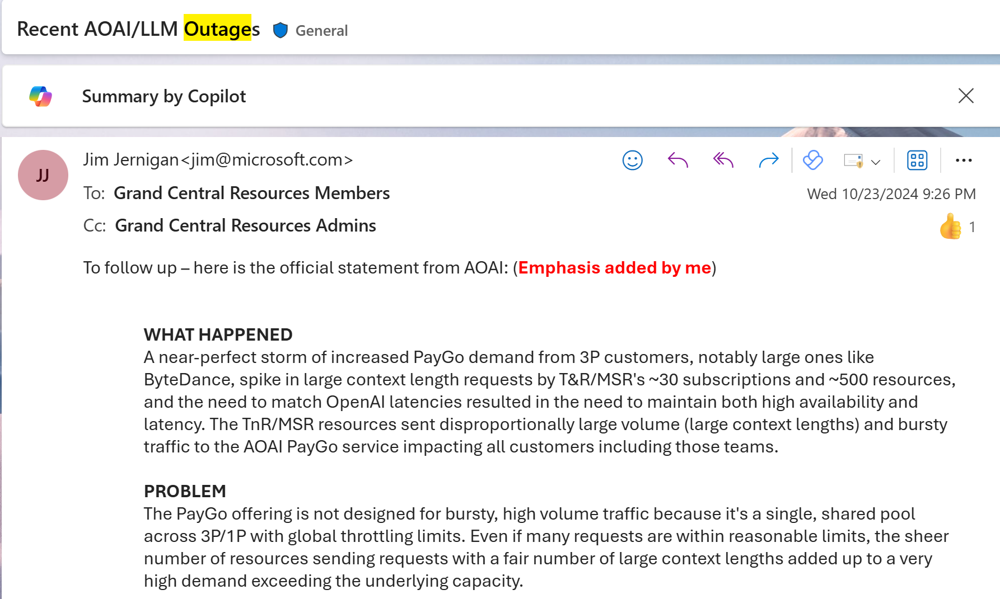 Recent AOAI/LLM Outages General
Summary by Copilot
JJ
Jim Jernigan<jim@microsoft.com>
To: Grand Central Resources Members
Wed 10/23/2024 9:26 PM
Cc: Grand Central Resources Admins
1
To follow up – here is the official statement from AOAI: (Emphasis added by me)
WHAT HAPPENED
A near-perfect storm of increased PayGo demand from 3P customers, notably large ones like
ByteDance, spike in large context length requests by T&R/MSR's ~30 subscriptions and ~500 resources,
and the need to match OpenAI latencies resulted in the need to maintain both high availability and
latency. The TnR/MSR resources sent disproportionally large volume (large context lengths) and bursty
traffic to the AOAI PayGo service impacting all customers including those teams.
PROBLEM
The PayGo offering is not designed for bursty, high volume traffic because it's a single, shared pool
across 3P/1P with global throttling limits. Even if many requests are within reasonable limits, the sheer
number of resources sending requests with a fair number of large context lengths added up to a very
high demand exceeding the underlying capacity.